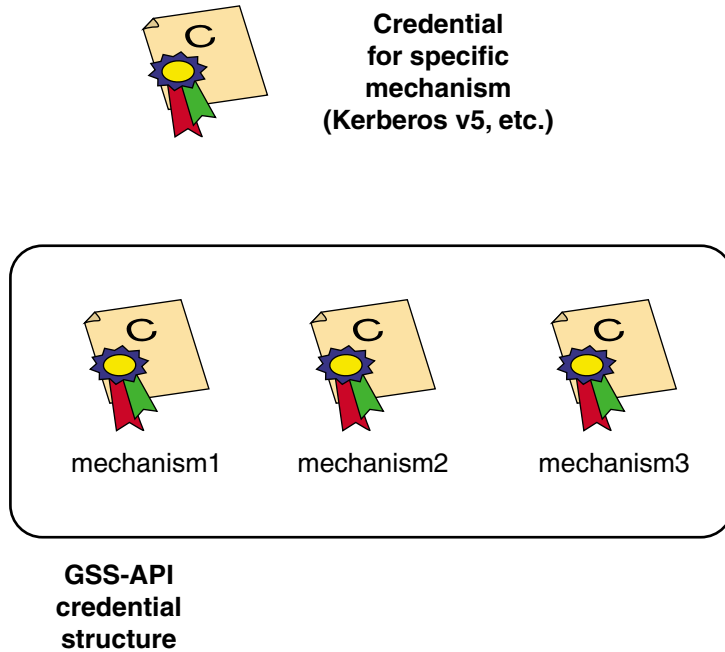 C
Credential
for specific
mechanism
(Kerberos v5, etc.)
C
C
C
mechanism1
mechanism2
mechanism3
GSS-API
credential
structure